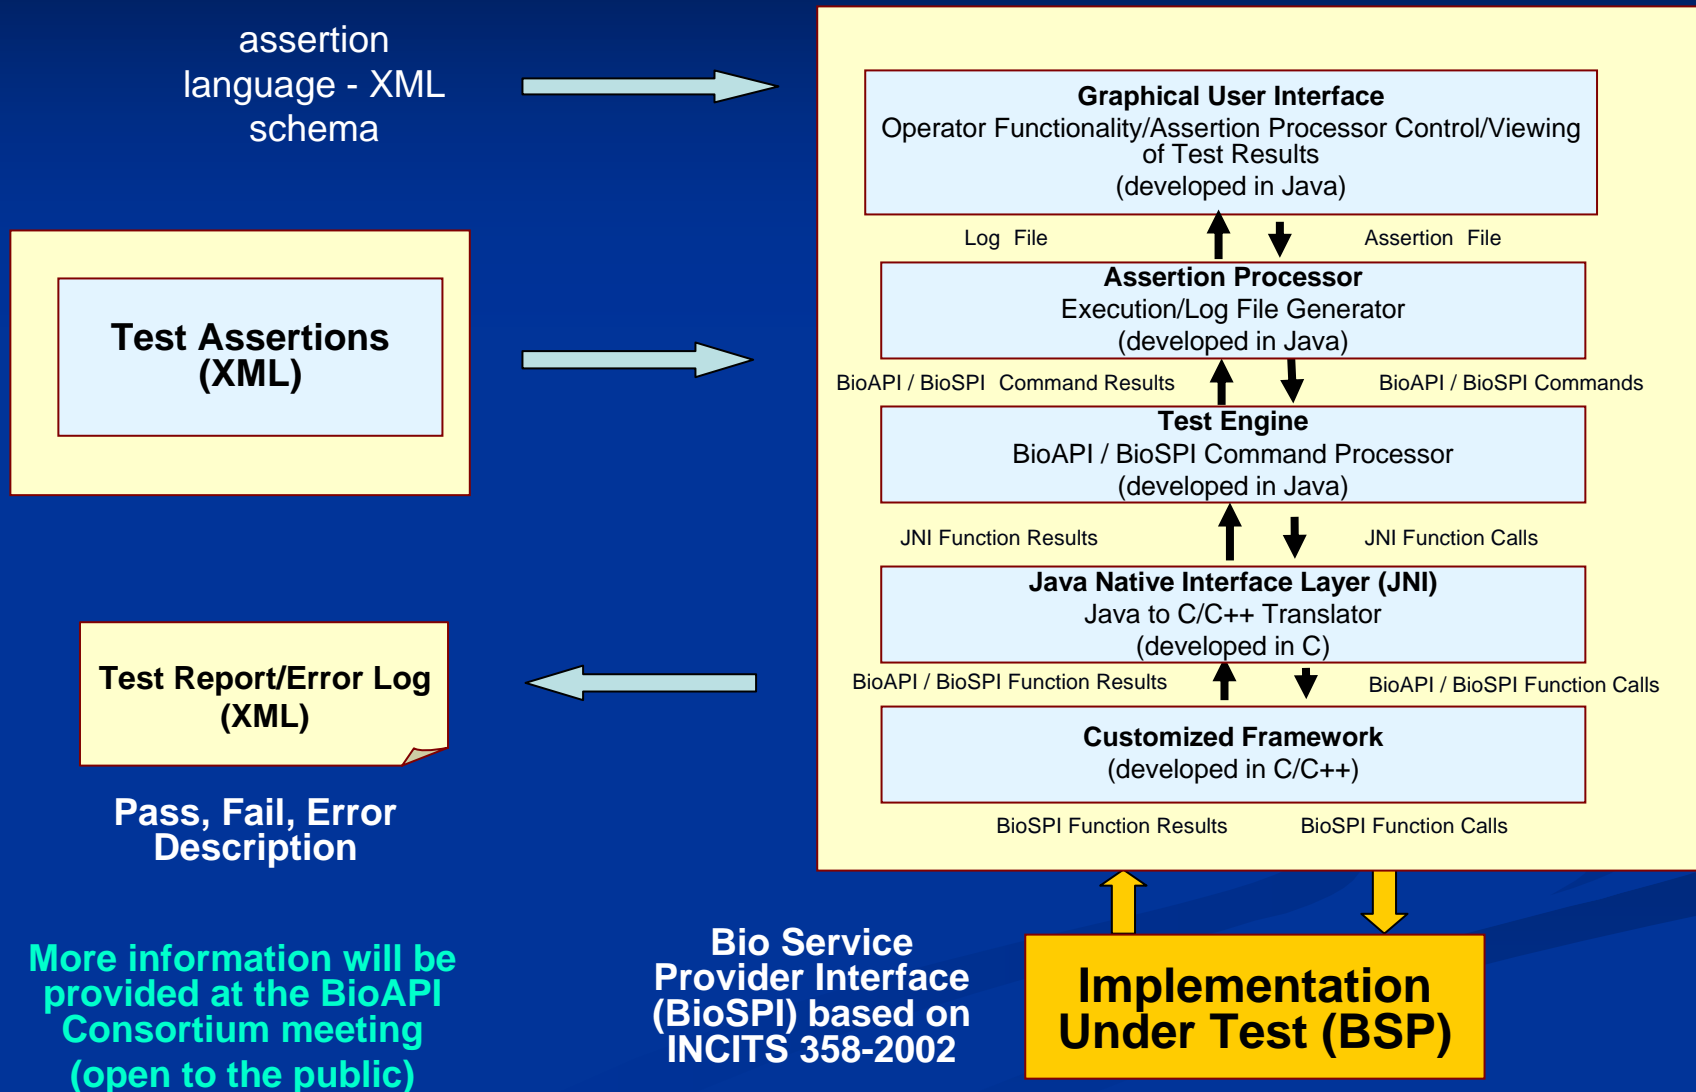 assertion
language - XML
schema
Graphical User Interface
Operator Functionality/Assertion Processor Control/Viewing
of Test Results
(developed in Java)
Log File
Assertion File
Test Assertions
(XML)
Assertion Processor
Execution/Log File Generator
(developed in Java)
BioAPI / BioSPI Command Results
BioAPI / BioSPI Commands
Test Engine
BioAPI / BioSPI Command Processor
(developed in Java)
JNI Function Results
JNI Function Calls
Java Native Interface Layer (JNI)
Java to C/C++ Translator
(developed in C)
Test Report/Error Log
(XML)
BioAPI / BioSPI Function Results
BioAPI / BioSPI Function Calls
Customized Framework
(developed in C/C++)
Pass, Fail, Error
Description
BioSPI Function Results
BioSPI Function Calls
More information will be
provided at the BioAPI
Consortium meeting
(open to the public)
Bio Service
Provider Interface
(BioSPI) based on
INCITS 358-2002
Implementation
Under Test (BSP)